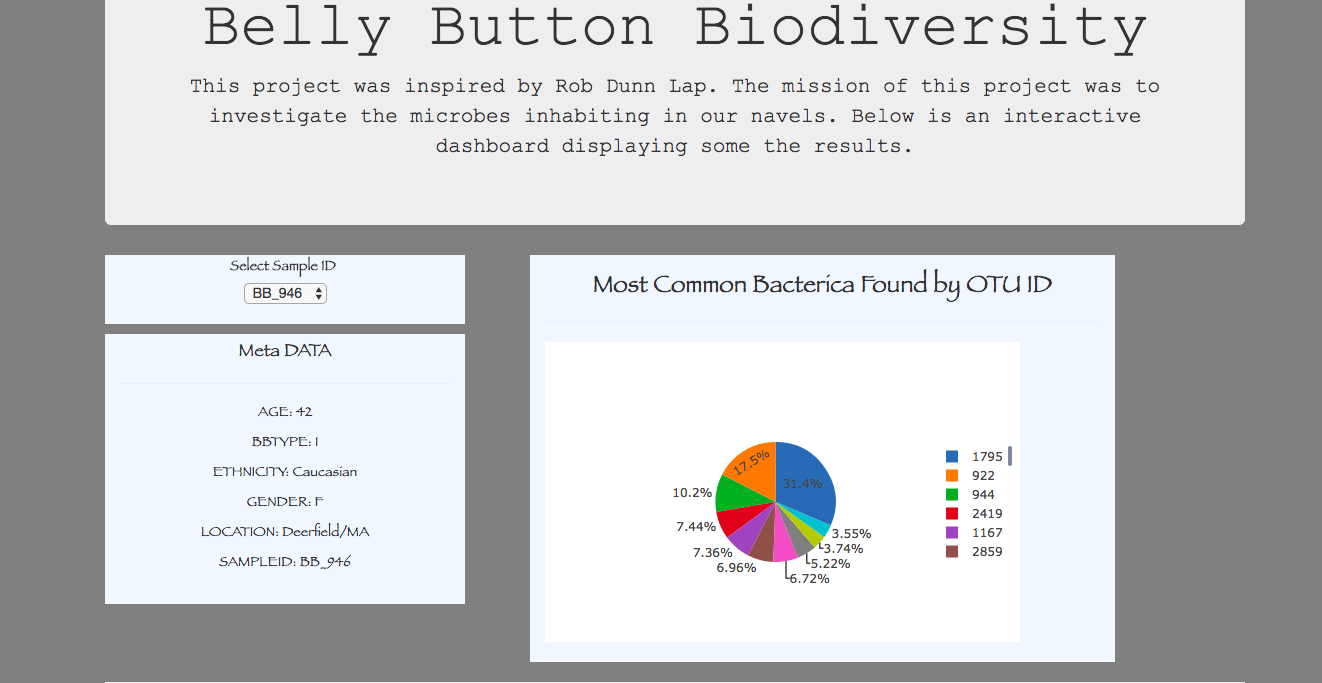 Belly Button Biodiversity
This project was inspired by Rob Dunn Lap. The mission of this project was to
investigate the microbes inhabiting in our navels. Below is an interactive
dashboard displaying some the results.
Select Sample ID
BB_946
Meta DATA
AGE: 42
BBTYPE: I
ETHNICITY: Caucasian
GENDER: F
LOCATION: Deerfield/MA
SAMPLEID: BB_946
Most Common Bacterica Found by OTU ID
31.4%
17.5%
10.2%
7.44%
7.36%
6.96%
6.72%
5.22%
3.74%
3.55%
1795
922
944
2419
1167
2859